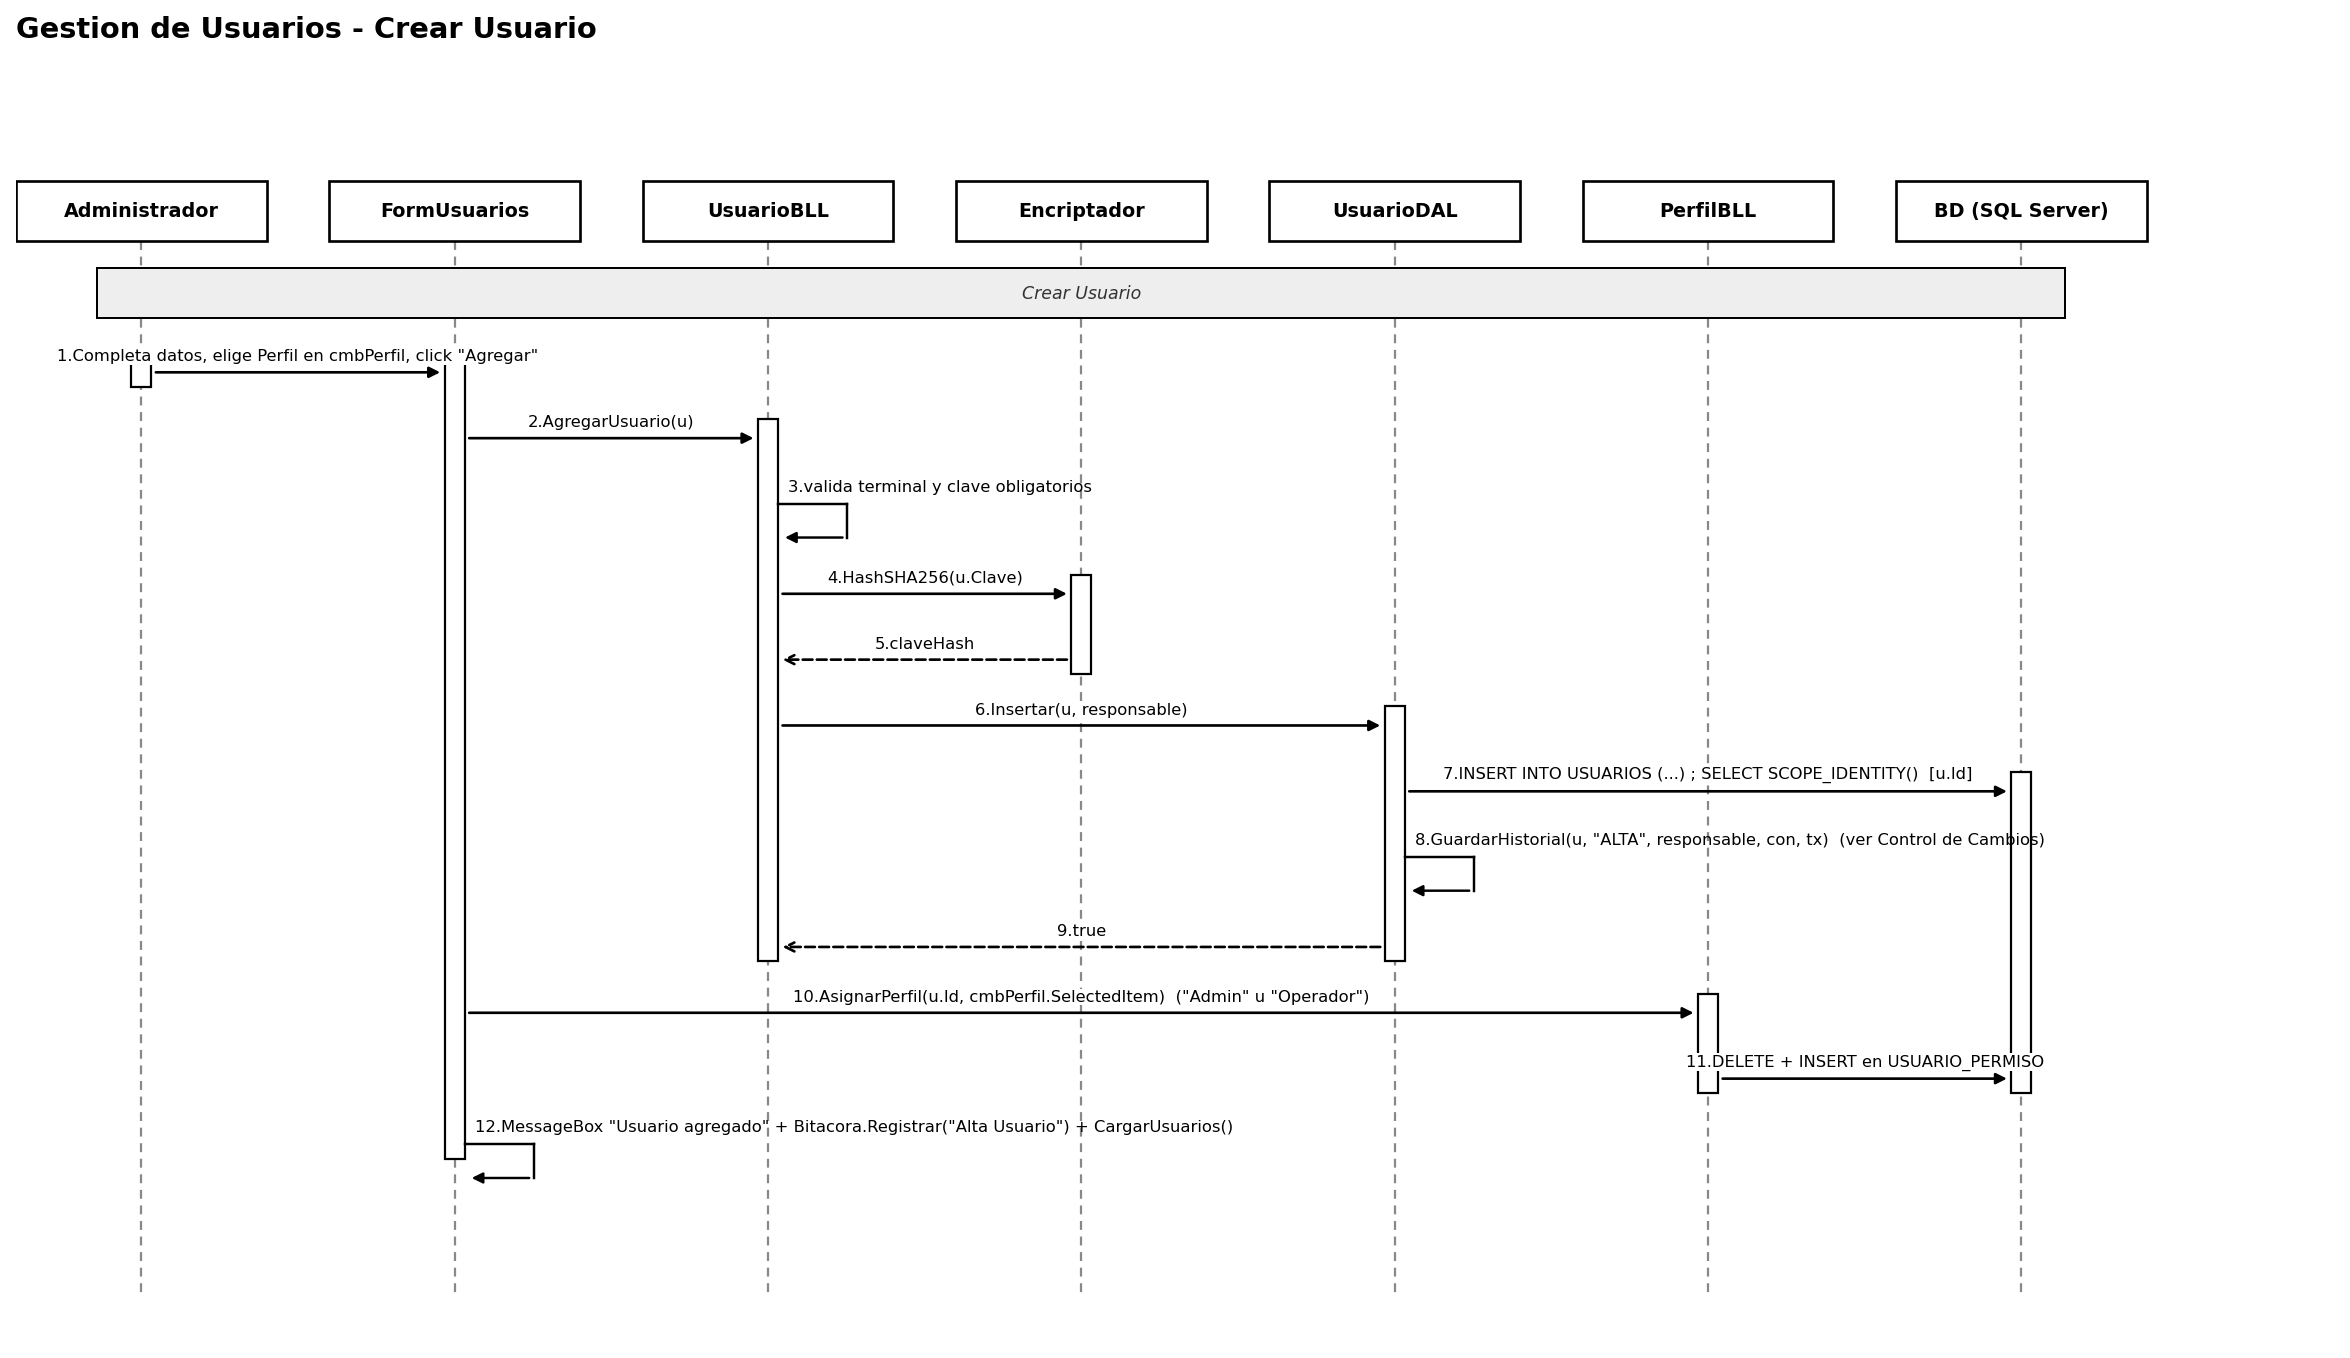 Gestion de Usuarios - Crear Usuario
Administrador
FormUsuarios
UsuarioBLL
Encriptador
UsuarioDAL
PerfilBLL
BD (SQL Server)
Crear Usuario
1.Completa datos, elige Perfil en cmbPerfil, click "Agregar"
2.AgregarUsuario(u)
3.valida terminal y clave obligatorios
4.HashSHA256(u.Clave)
5.claveHash
6.Insertar(u, responsable)
7.INSERT INTO USUARIOS (...) ; SELECT SCOPE_IDENTITY()  [u.Id]
8.GuardarHistorial(u, "ALTA", responsable, con, tx)  (ver Control de Cambios)
9.true
10.AsignarPerfil(u.Id, cmbPerfil.SelectedItem)  ("Admin" u "Operador")
11.DELETE + INSERT en USUARIO_PERMISO
12.MessageBox "Usuario agregado" + Bitacora.Registrar("Alta Usuario") + CargarUsuarios()